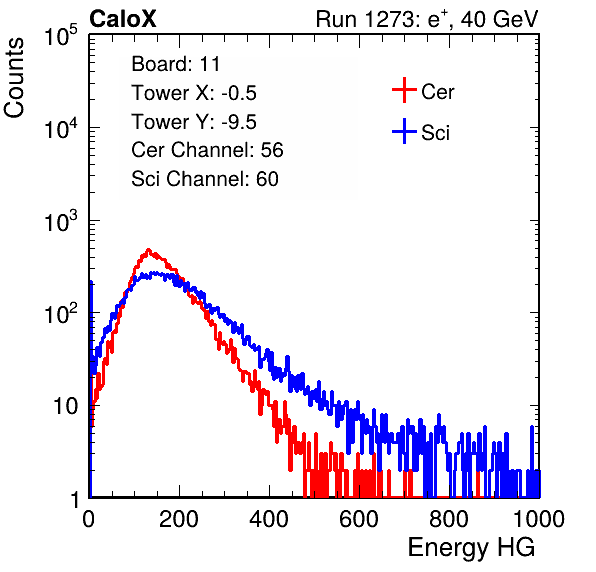 CaloX Run 1273: e⁺, 40 GeV
Counts
Board: 11
Tower X: -0.5
Tower Y: -9.5
Cer Channel: 56
Sci Channel: 60
Cer
Sci
10⁵
10⁴
10³
10²
10
1
0 200 400 600 800 1000
Energy HG